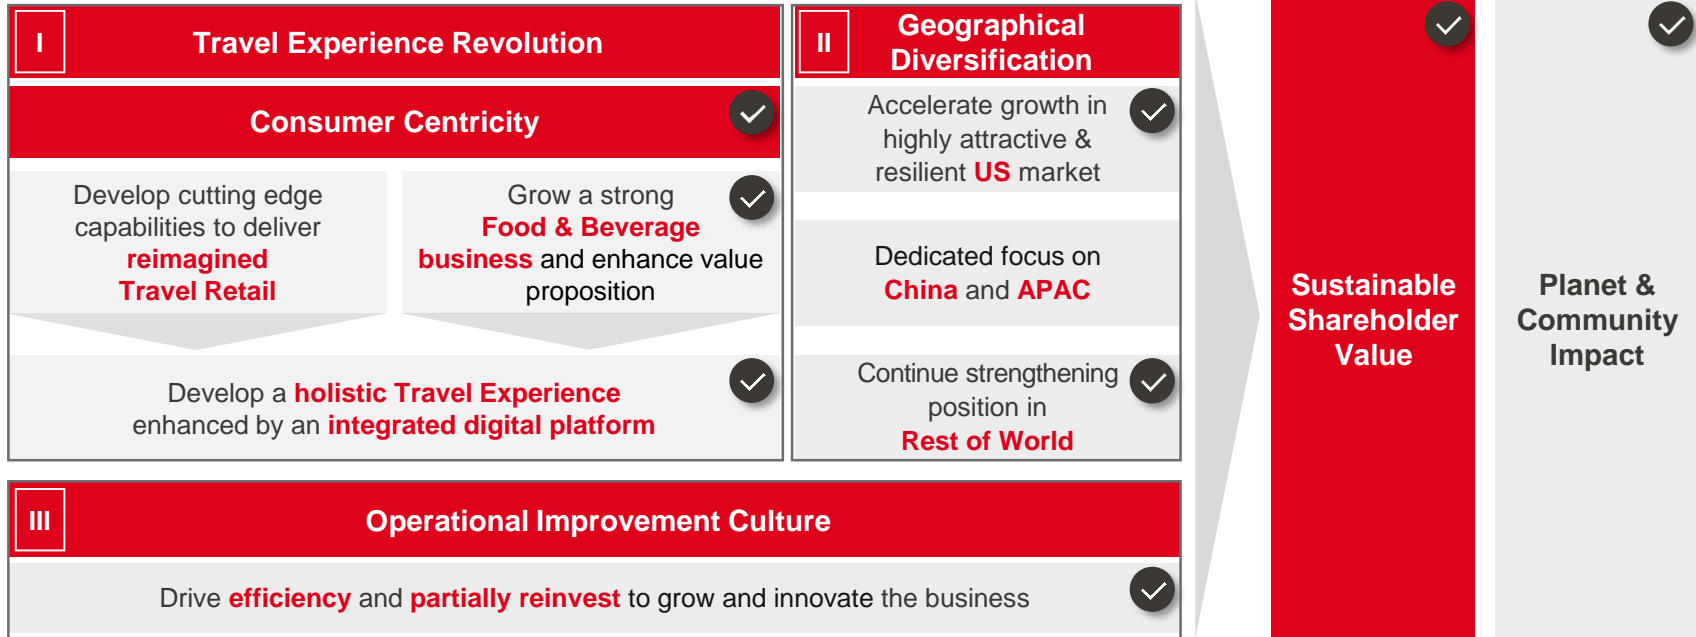 I
Travel Experience Revolution
Consumer Centricity
Develop cutting edge
capabilities to deliver
reimagined
Travel Retail
Grow a strong
Food & Beverage
business and enhance value
proposition
Develop a holistic Travel Experience
enhanced by an integrated digital platform
II
Geographical
Diversification
Accelerate growth in
highly attractive &
resilient US market
Dedicated focus on
China and APAC
Continue strengthening
position in
Rest of World
III
Operational Improvement Culture
Drive efficiency and partially reinvest to grow and innovate the business
Sustainable
Shareholder
Value
Planet &
Community
Impact